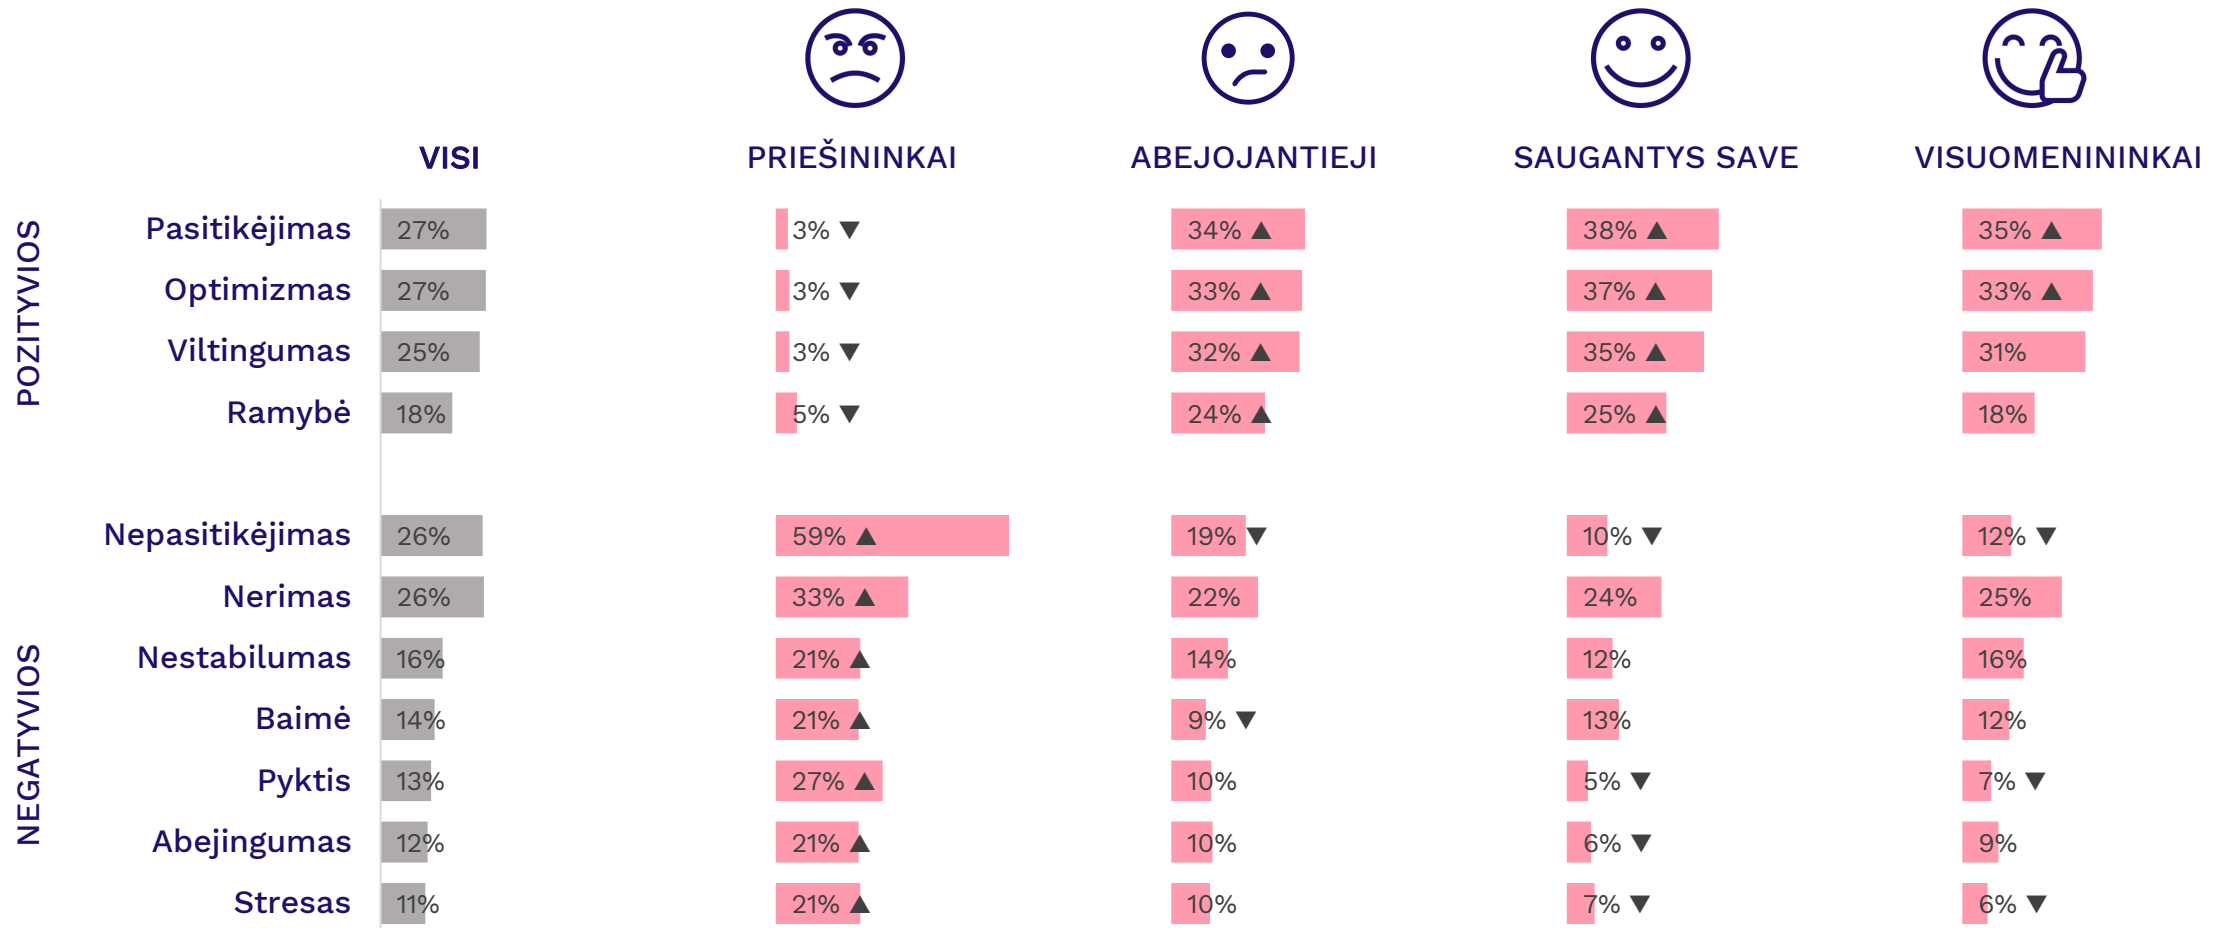 VISI PRIEŠININKAI ABEJOJANTIEJI SAUGANTYS SAVE VISUOMENININKAI
POZITYVIOS
Pasitikėjimas 27% 3% ▼ 34% ▲ 38% ▲ 35% ▲
Optimizmas 27% 3% ▼ 33% ▲ 37% ▲ 33% ▲
Viltingumas 25% 3% ▼ 32% ▲ 35% ▲ 31%
Ramybė 18% 5% ▼ 24% ▲ 25% ▲ 18%
NEGATYVIOS
Nepasitikėjimas 26% 59% ▲ 19% ▼ 10% ▼ 12% ▼
Nerimas 26% 33% ▲ 22% 24% 25%
Nestabilumas 16% 21% ▲ 14% 12% 16%
Baimė 14% 21% ▲ 9% ▼ 13% 12%
Pyktis 13% 27% ▲ 10% 5% ▼ 7% ▼
Abejingumas 12% 21% ▲ 10% 6% ▼ 9%
Stresas 11% 21% ▲ 10% 7% ▼ 6% ▼